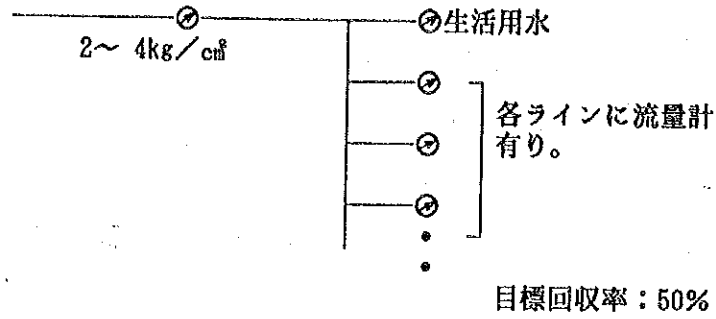 生活用水
2～ 4kg／c㎡
各ラインに流量計
有り。
目標回収率：50%